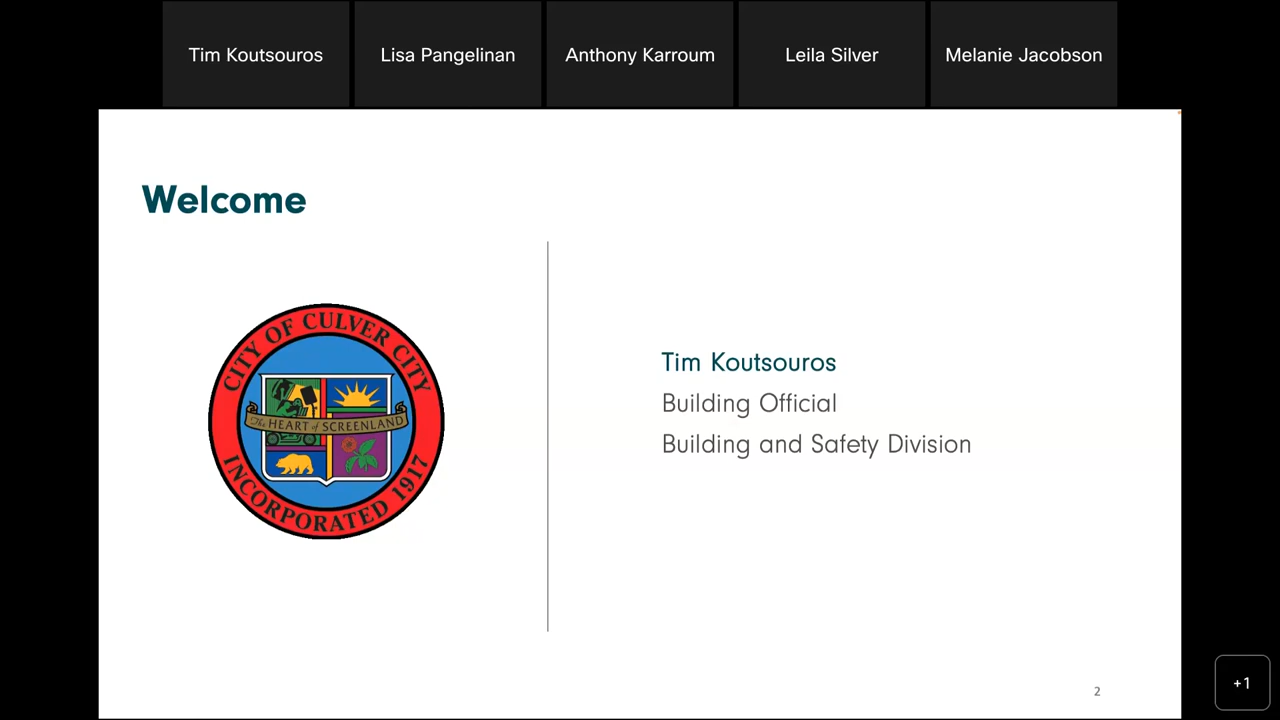 Tim Koutsouros
Lisa Pangelinan
Anthony Karroum
Leila Silver
Melanie Jacobson
Welcome
CITY OF CULVER CITY
The HEART of SCREENLAND
INCORPORATED 1917
Tim Koutsouros
Building Official
Building and Safety Division
2
+1